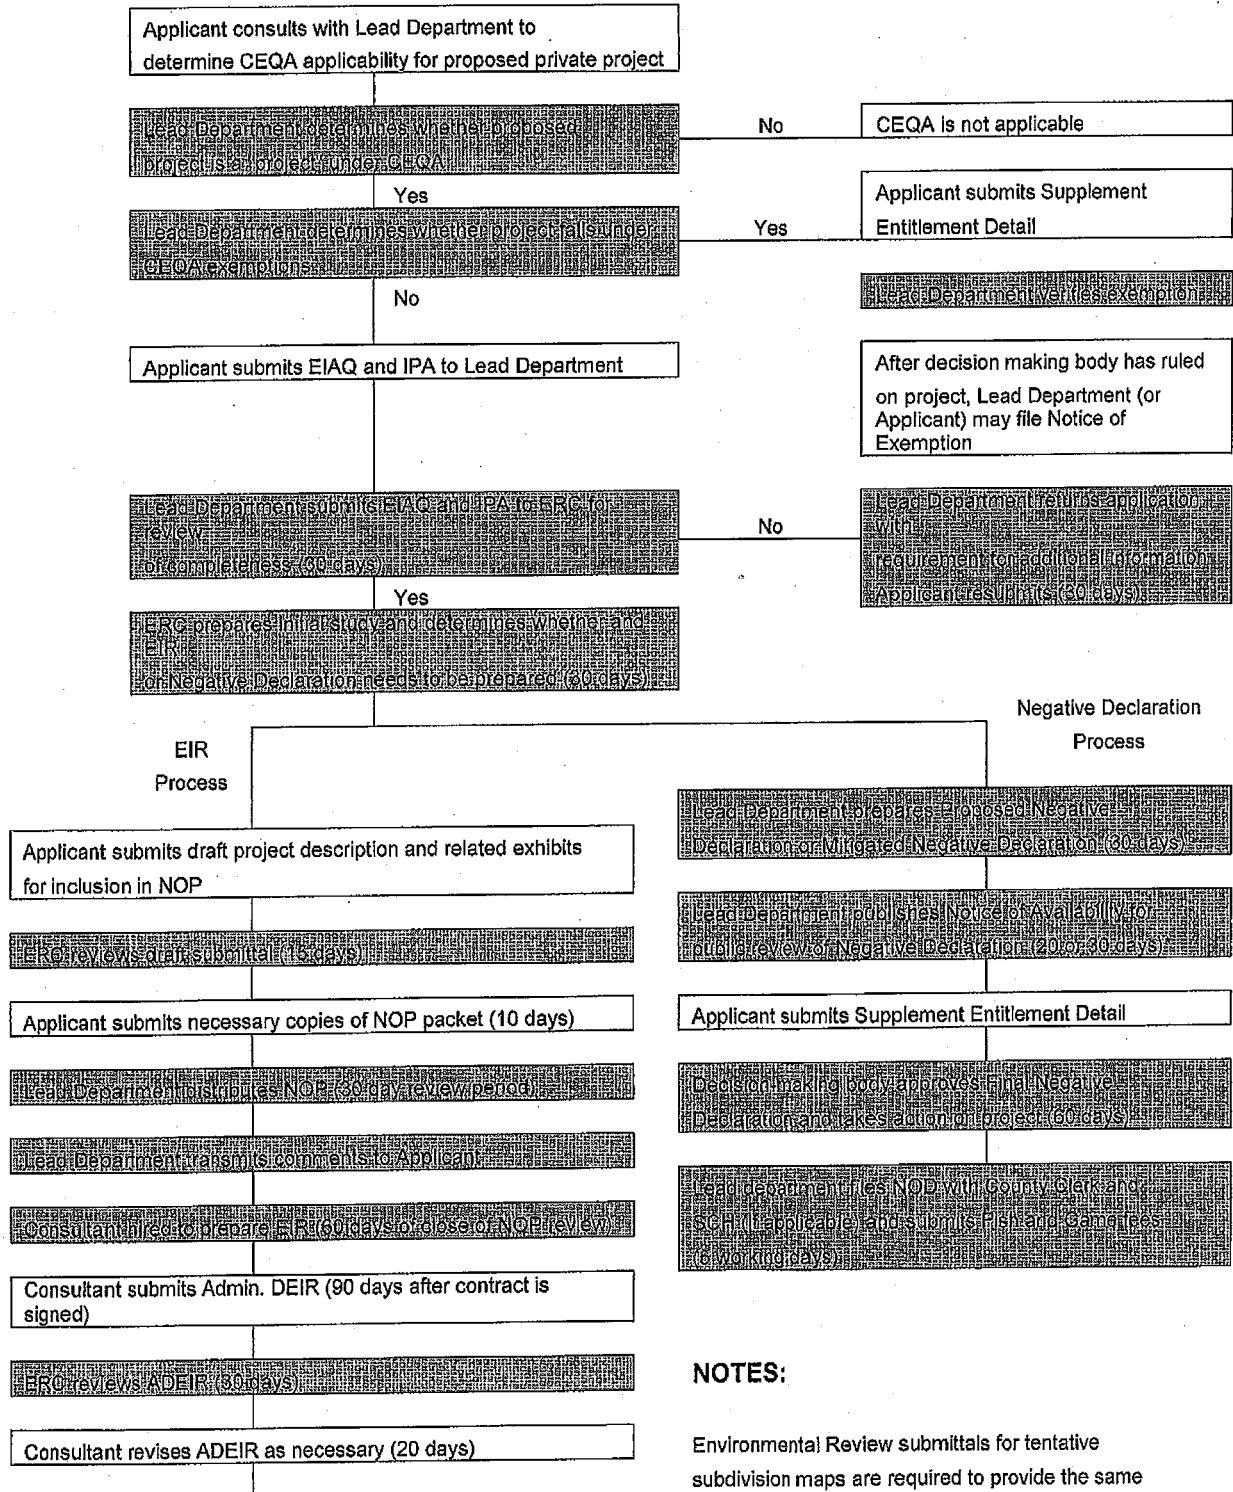 Applicant consults with Lead Department to
determine CEQA applicability for proposed private project
Lead Department determines whether proposed
project is a "project" under CEQA
No
CEQA is not applicable
Yes
Applicant submits Supplement
Entitlement Detail
Lead Department determines whether project falls under
CEQA exemptions
Yes
No
Lead Department verifies exemption
Applicant submits EIAQ and IPA to Lead Department
After decision making body has ruled
on project, Lead Department (or
Applicant) may file Notice of
Exemption
Lead Department submits EIAQ and IPA to ERC for
review
of completeness (30 days)
No
Lead Department returns application
with
requirement for additional information
Applicant resubmits (30 days)
Yes
ERC prepares initial study and determines whether and
EIR
or Negative Declaration needs to be prepared (30 days)
EIR
Process
Negative Declaration
Process
Applicant submits draft project description and related exhibits
for inclusion in NOP
ERC reviews draft submittal (15 days)
Applicant submits necessary copies of NOP packet (10 days)
Lead Department distributes NOP (30 day review period)
Lead Department transmits comments to Applicant
Consultant hired to prepare EIR (60 days of close of NOP review)
Consultant submits Admin. DEIR (90 days after contract is
signed)
ERC reviews ADEIR (30 days)
Consultant revises ADEIR as necessary (20 days)
Lead Department prepares Proposed Negative
Declaration or Mitigated Negative Declaration (30 days)
Lead Department publishes Notice of Availability for
public review of Negative Declaration (20 or 30 days)
Applicant submits Supplement Entitlement Detail
Decision-making body approves Final Negative
Declaration and takes action on project (60 days)
Lead department files NOD with County Clerk and
SCH (if applicable) and submits Fish and Game fees
(5 working days)
NOTES:
Environmental Review submittals for tentative
subdivision maps are required to provide the same